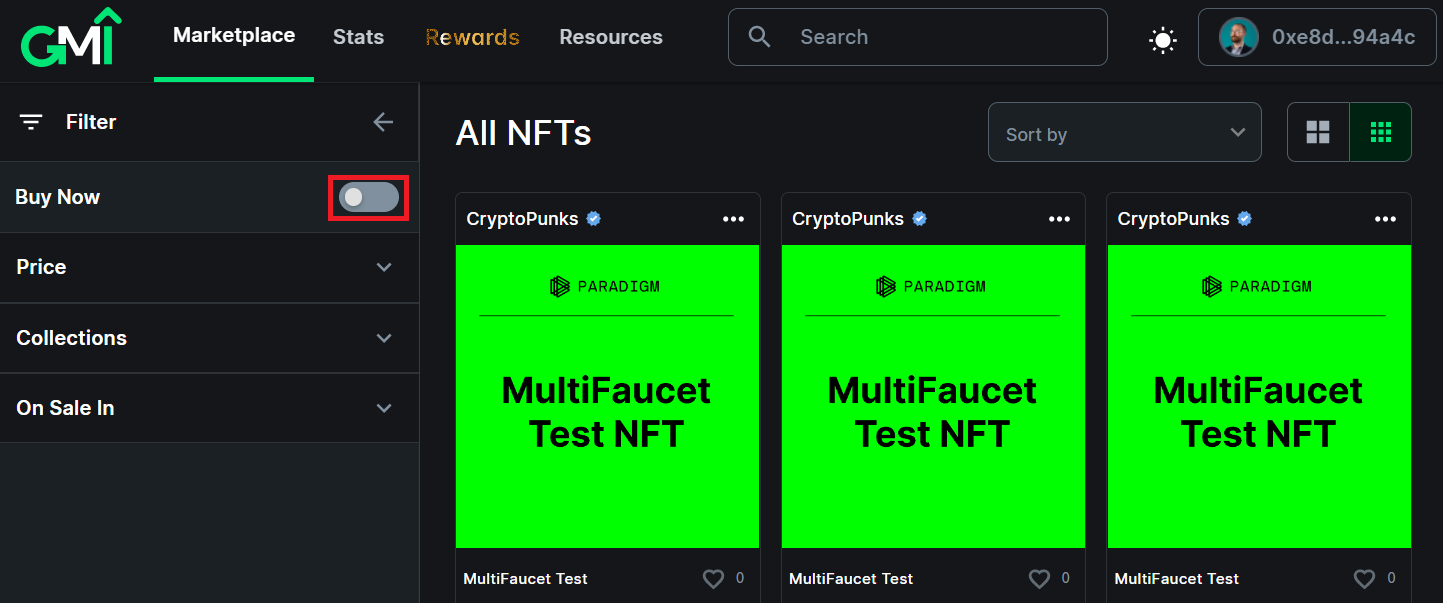 GMI
Marketplace
Stats
Rewards
Resources
Search
0xe8d...94a4c
Filter
Buy Now
Price
Collections
On Sale In
All NFTs
Sort by
CryptoPunks
PARADIGM
MultiFaucet
Test NFT
MultiFaucet Test
0
CryptoPunks
PARADIGM
MultiFaucet
Test NFT
MultiFaucet Test
0
CryptoPunks
PARADIGM
MultiFaucet
Test NFT
MultiFaucet Test
0